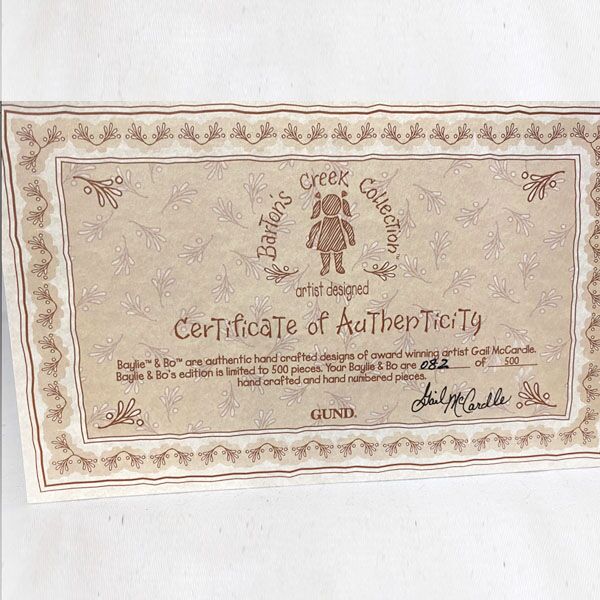 Barton's Creek Collection™
artist designed
Certificate of Authenticity
Baylie™ & Bo™ are authentic hand crafted designs of award winning artist Gail McCardle.
Baylie & Bo's edition is limited to 500 pieces. Your Baylie & Bo are 082 of 500
hand crafted and hand numbered pieces.
Gail McCardle
GUND.